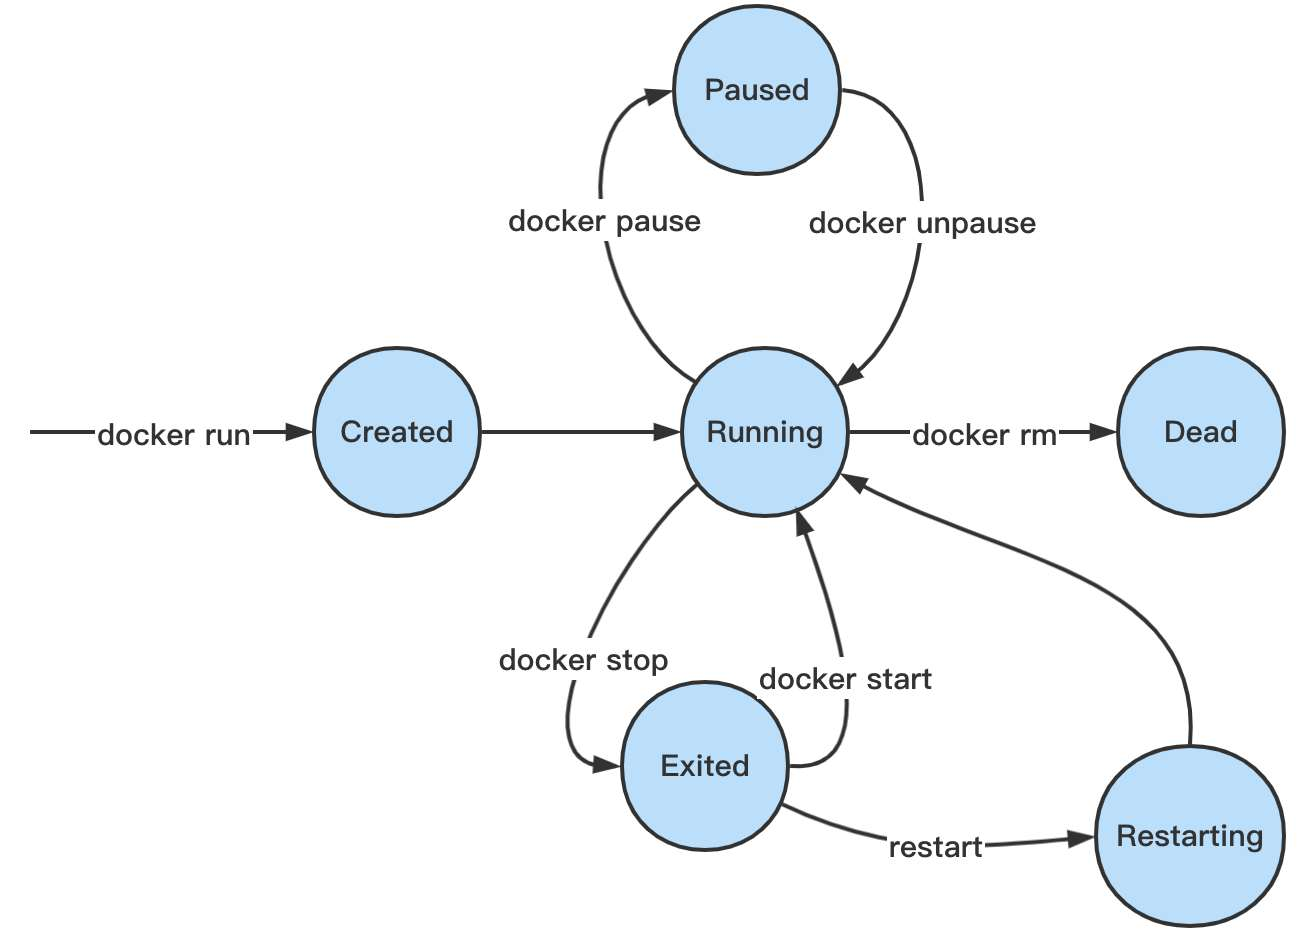 Paused
docker pause
docker unpause
docker run
Created
Running
docker rm
Dead
docker stop
docker start
Exited
restart
Restarting